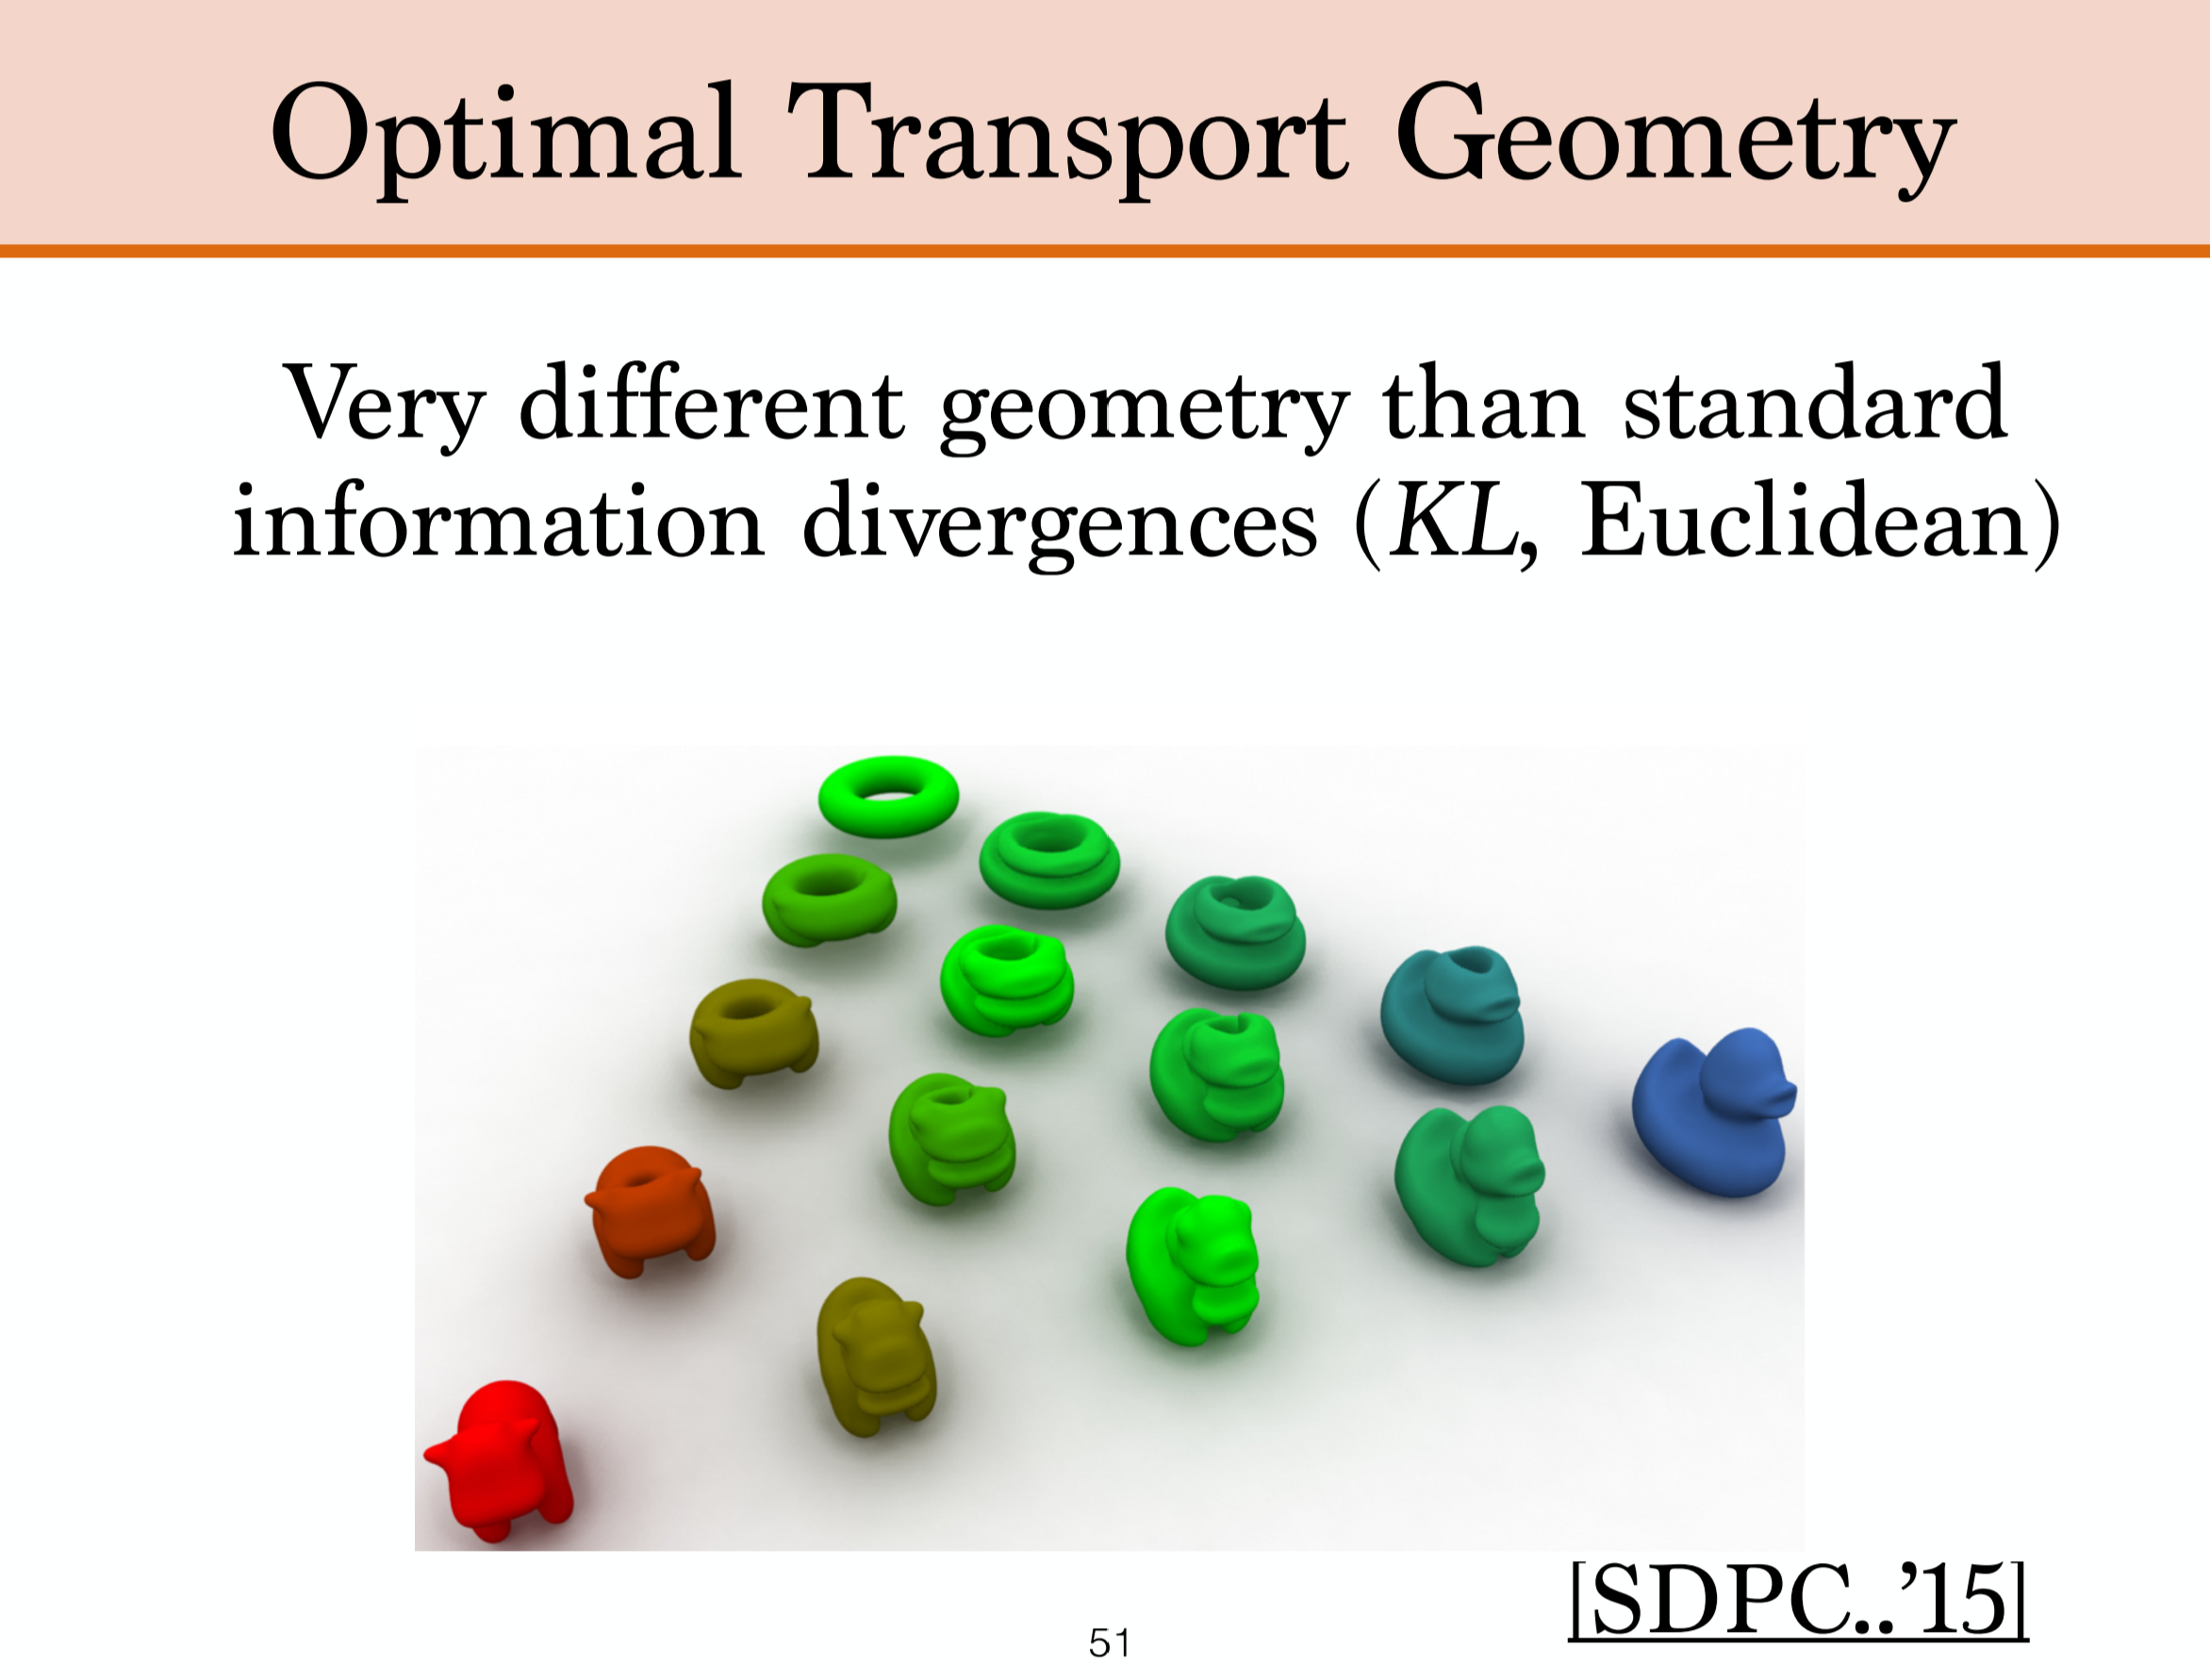 Optimal Transport Geometry
Very different geometry than standard
information divergences (KL, Euclidean)
[SDPC..’15]
51